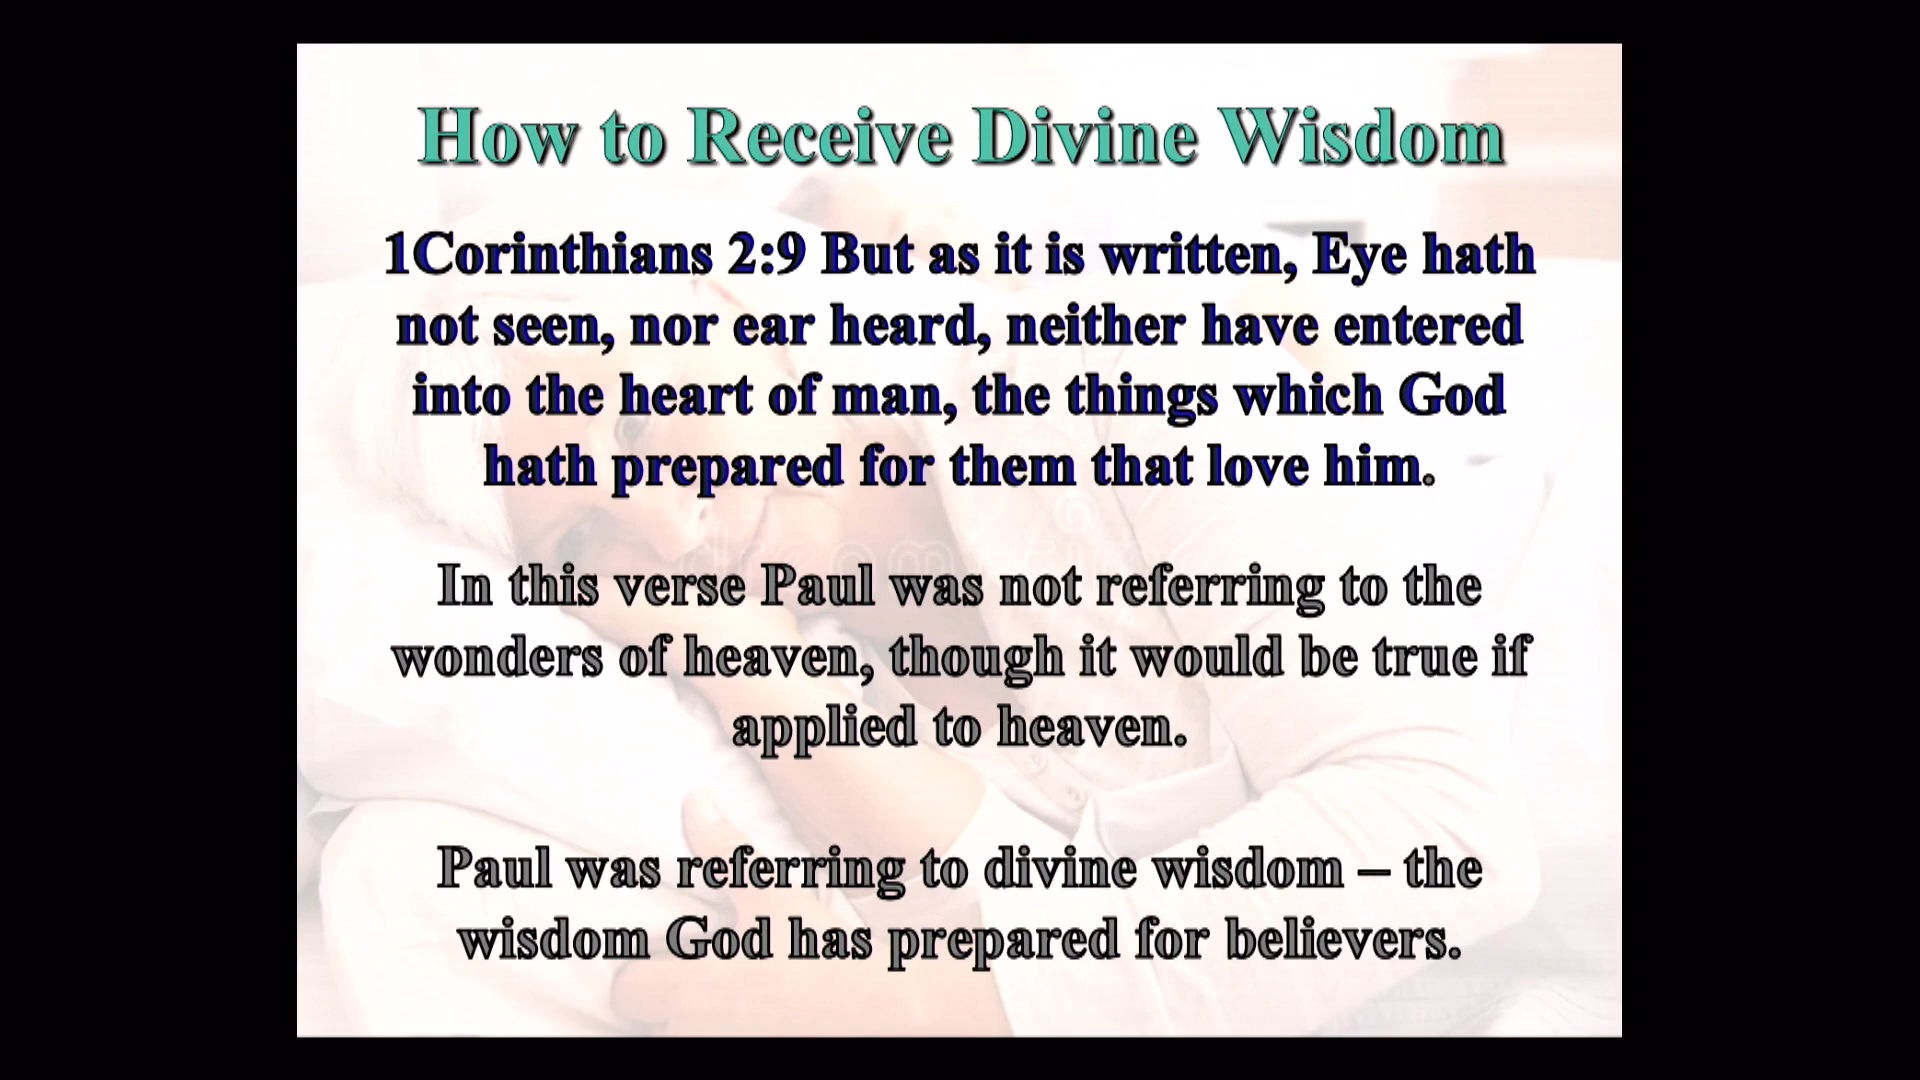 How to Receive Divine Wisdom
1Corinthians 2:9 But as it is written, Eye hath
not seen, nor ear heard, neither have entered
into the heart of man, the things which God
hath prepared for them that love him.
dreamstime
In this verse Paul was not referring to the
wonders of heaven, though it would be true if
applied to heaven.
Paul was referring to divine wisdom – the
wisdom God has prepared for believers.